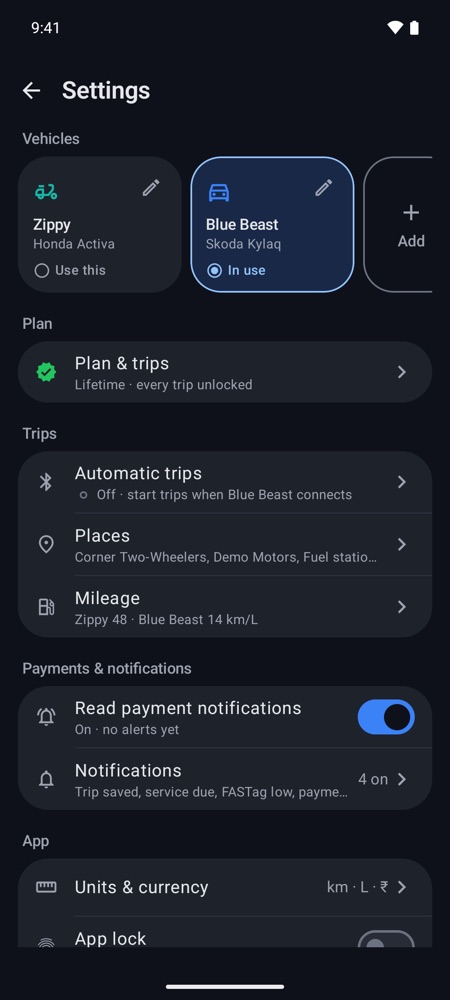 9:41
Settings
Vehicles
Zippy
Honda Activa
Use this
Blue Beast
Skoda Kylaq
In use
Add
Plan
Plan & trips
Lifetime · every trip unlocked
Trips
Automatic trips
Off · start trips when Blue Beast connects
Places
Corner Two-Wheelers, Demo Motors, Fuel statio…
Mileage
Zippy 48 · Blue Beast 14 km/L
Payments & notifications
Read payment notifications
On · no alerts yet
Notifications
Trip saved, service due, FASTag low, payme…
4 on
App
Units & currency
km · L · ₹
App lock